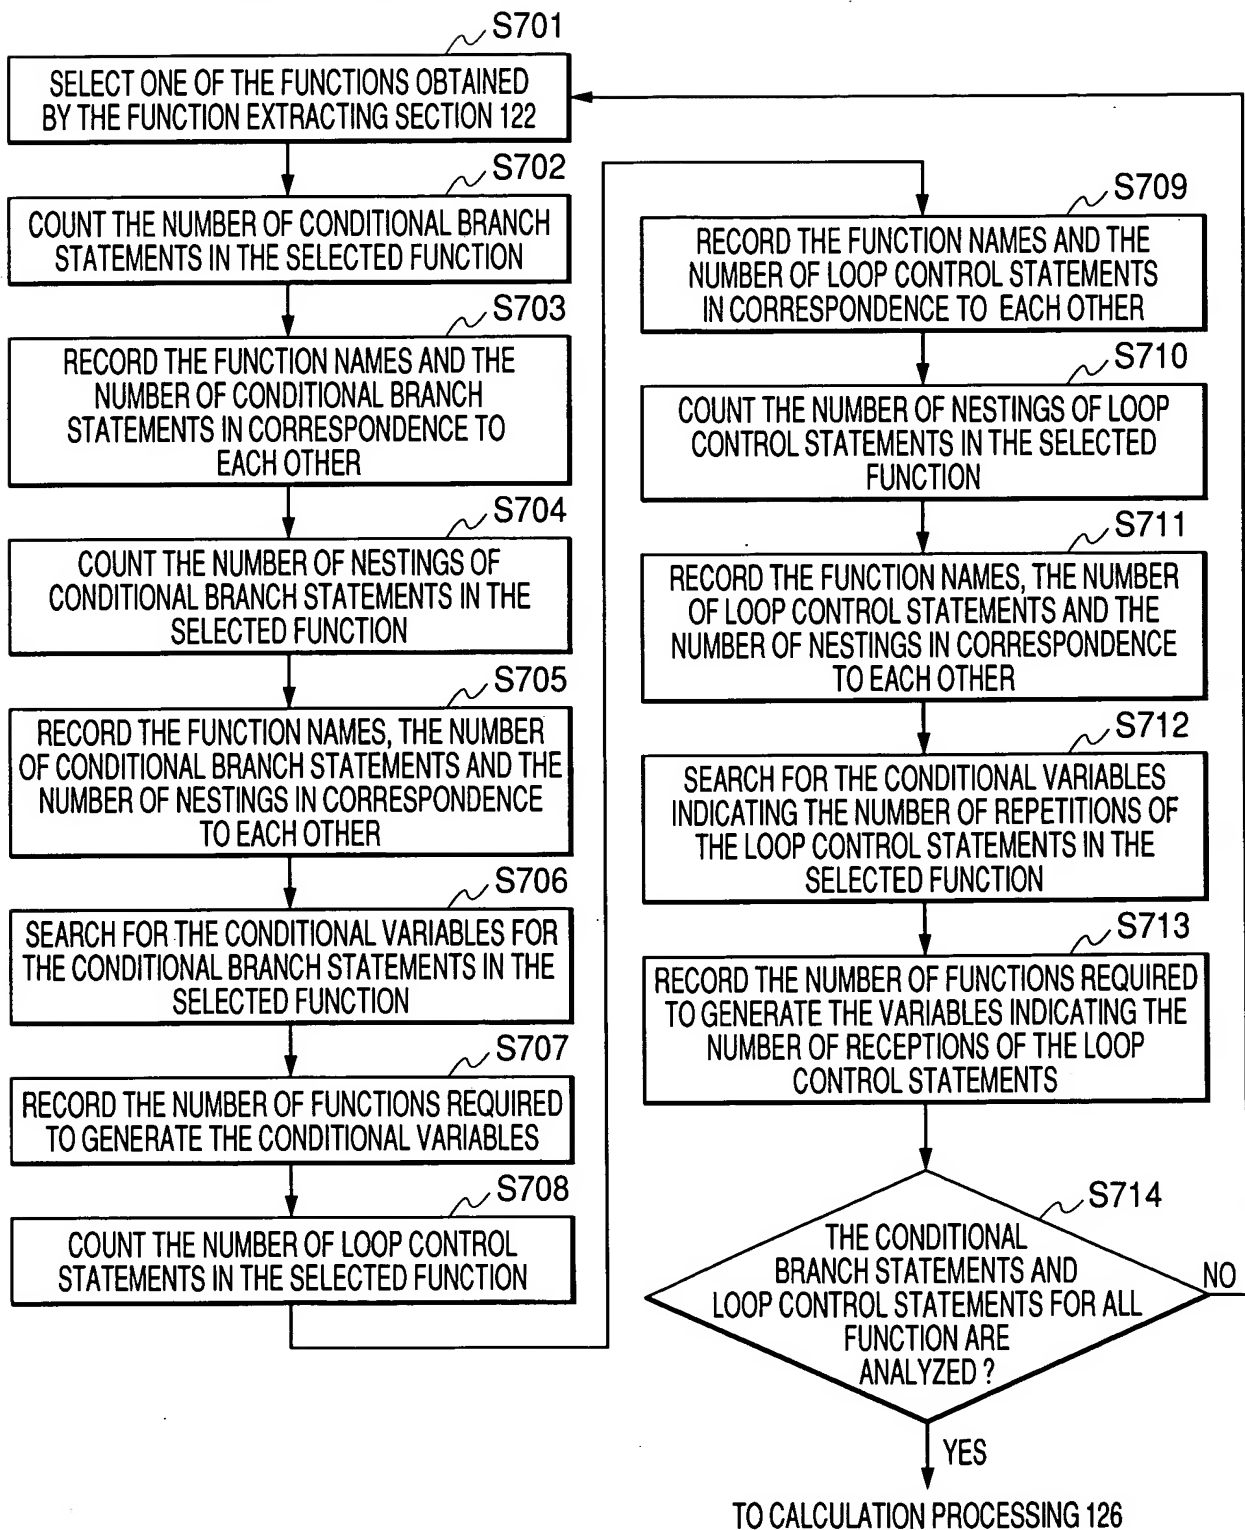 S701
SELECT ONE OF THE FUNCTIONS OBTAINED
BY THE FUNCTION EXTRACTING SECTION 122
S702
COUNT THE NUMBER OF CONDITIONAL BRANCH
STATEMENTS IN THE SELECTED FUNCTION
S703
RECORD THE FUNCTION NAMES AND THE
NUMBER OF CONDITIONAL BRANCH
STATEMENTS IN CORRESPONDENCE TO
EACH OTHER
S704
COUNT THE NUMBER OF NESTINGS OF
CONDITIONAL BRANCH STATEMENTS IN THE
SELECTED FUNCTION
S705
RECORD THE FUNCTION NAMES, THE NUMBER
OF CONDITIONAL BRANCH STATEMENTS AND THE
NUMBER OF NESTINGS IN CORRESPONDENCE
TO EACH OTHER
S706
SEARCH FOR THE CONDITIONAL VARIABLES FOR
THE CONDITIONAL BRANCH STATEMENTS IN THE
SELECTED FUNCTION
S707
RECORD THE NUMBER OF FUNCTIONS REQUIRED
TO GENERATE THE CONDITIONAL VARIABLES
S708
COUNT THE NUMBER OF LOOP CONTROL
STATEMENTS IN THE SELECTED FUNCTION
S709
RECORD THE FUNCTION NAMES AND THE
NUMBER OF LOOP CONTROL STATEMENTS
IN CORRESPONDENCE TO EACH OTHER
S710
COUNT THE NUMBER OF NESTINGS OF LOOP
CONTROL STATEMENTS IN THE SELECTED
FUNCTION
S711
RECORD THE FUNCTION NAMES, THE NUMBER
OF LOOP CONTROL STATEMENTS AND THE
NUMBER OF NESTINGS IN CORRESPONDENCE
TO EACH OTHER
S712
SEARCH FOR THE CONDITIONAL VARIABLES
INDICATING THE NUMBER OF REPETITIONS OF
THE LOOP CONTROL STATEMENTS IN THE
SELECTED FUNCTION
S713
RECORD THE NUMBER OF FUNCTIONS REQUIRED
TO GENERATE THE VARIABLES INDICATING THE
NUMBER OF RECEPTIONS OF THE LOOP
CONTROL STATEMENTS
S714
THE CONDITIONAL
BRANCH STATEMENTS AND
LOOP CONTROL STATEMENTS FOR ALL
FUNCTION ARE
ANALYZED ?
NO
YES
TO CALCULATION PROCESSING 126